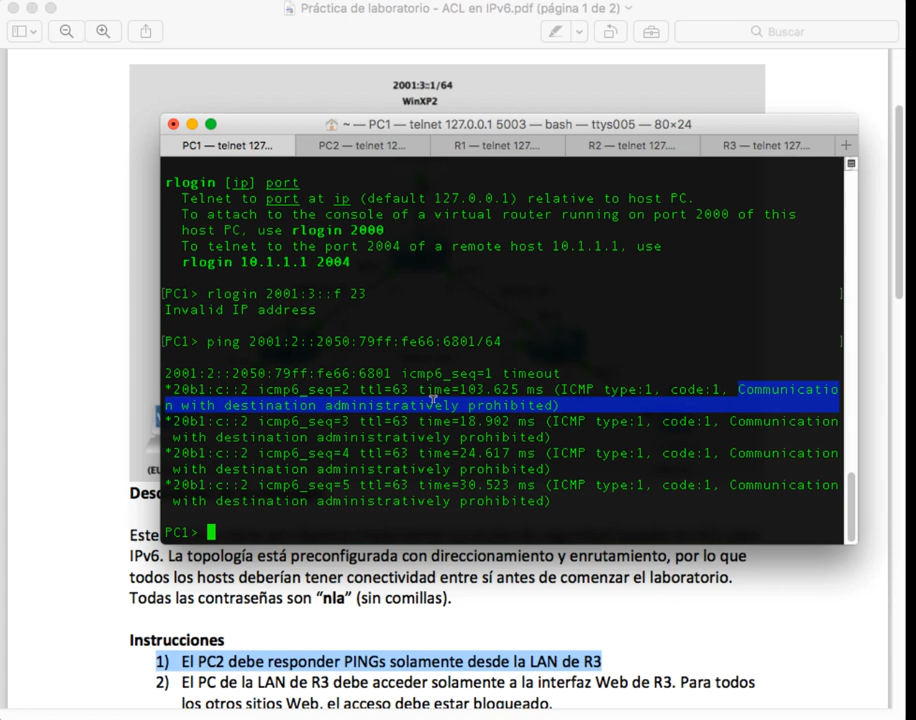 Práctica de laboratorio - ACL en IPv6.pdf (página 1 de 2)
Buscar
2001:3::1/64
WinXP2
~ — PC1 — telnet 127.0.0.1 5003 — bash — ttys005 — 80×24
PC1 — telnet 127... PC2 — telnet 12... R1 — telnet 127.... R2 — telnet 127.... R3 — telnet 127....
rlogin [ip] port
Telnet to port at ip (default 127.0.0.1) relative to host PC.
To attach to the console of a virtual router running on port 2000 of this
host PC, use rlogin 2000
To telnet to the port 2004 of a remote host 10.1.1.1, use
rlogin 10.1.1.1 2004
[PC1> rlogin 2001:3::f 23 ]
Invalid IP address
[PC1> ping 2001:2::2050:79ff:fe66:6801/64 ]
2001:2::2050:79ff:fe66:6801 icmp6_seq=1 timeout
*20b1:c::2 icmp6_seq=2 ttl=63 time=103.625 ms (ICMP type:1, code:1, Communicatio
n with destination administratively prohibited)
*20b1:c::2 icmp6_seq=3 ttl=63 time=18.902 ms (ICMP type:1, code:1, Communication
with destination administratively prohibited)
*20b1:c::2 icmp6_seq=4 ttl=63 time=24.617 ms (ICMP type:1, code:1, Communication
with destination administratively prohibited)
*20b1:c::2 icmp6_seq=5 ttl=63 time=30.523 ms (ICMP type:1, code:1, Communication
with destination administratively prohibited)
PC1>
(EU
Desc
Este
IPv6. La topología está preconfigurada con direccionamiento y enrutamiento, por lo que
todos los hosts deberían tener conectividad entre sí antes de comenzar el laboratorio.
Todas las contraseñas son “nla” (sin comillas).
Instrucciones
1) El PC2 debe responder PINGs solamente desde la LAN de R3
2) El PC de la LAN de R3 debe acceder solamente a la interfaz Web de R3. Para todos
los otros sitios Web, el acceso debe estar bloqueado.